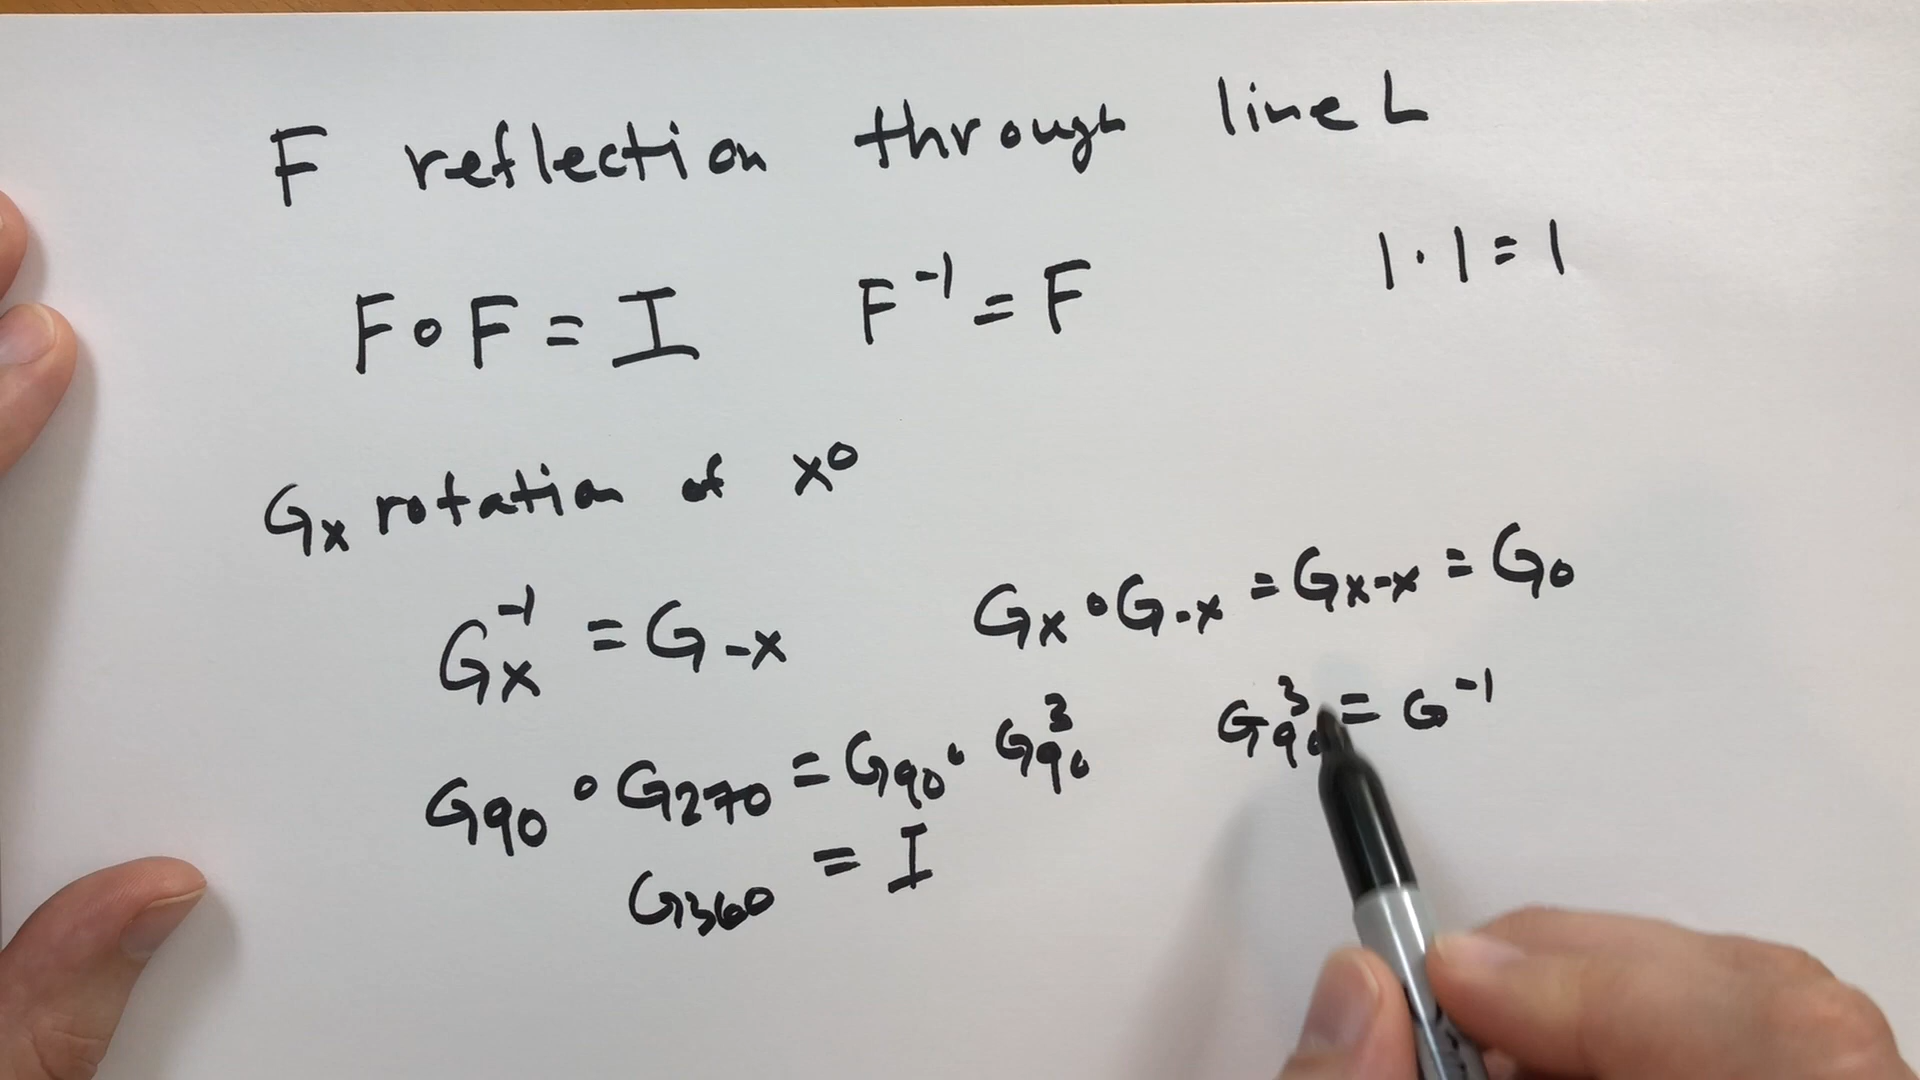 F reflection through line L
1 · 1 = 1
F ∘ F = I F⁻¹ = F
Gₓ rotation of x⁰
Gₓ⁻¹ = G₋ₓ Gₓ ∘ G₋ₓ = Gₓ₋ₓ = G₀
G₉₀ ∘ G₂₇₀ = G₉₀ ∘ G₉₀³ G₉₀³ = G⁻¹
G₃₆₀ = I